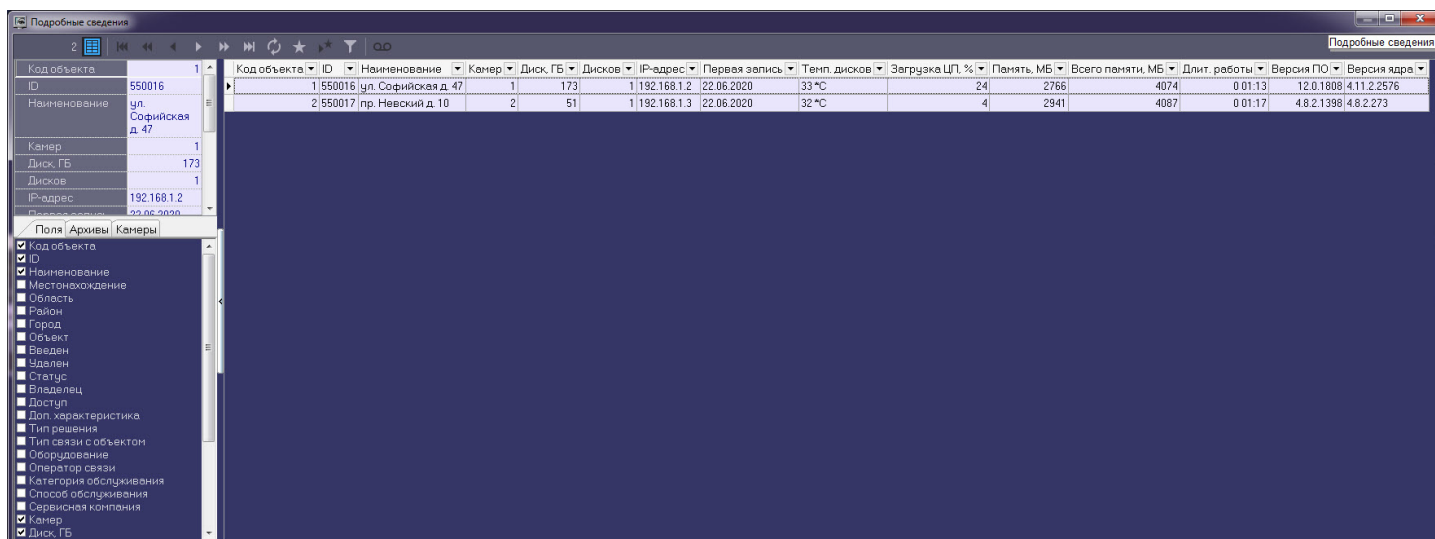 Подробные сведения
2
Подробные сведения
Код объекта 1
ID 550016
Наименование ул. Софийская д. 47
Камер 1
Диск, ГБ 173
Дисков 1
IP-адрес 192.168.1.2
Первая запись 22.06.2020
Поля Архивы Камеры
Код объекта
ID
Наименование
Местонахождение
Область
Район
Город
Объект
Введен
Удален
Статус
Владелец
Доступ
Доп. характеристика
Тип решения
Тип связи с объектом
Оборудование
Оператор связи
Категория обслуживания
Способ обслуживания
Сервисная компания
Камер
Диск, ГБ
Код объекта ID Наименование Камер Диск, ГБ Дисков IP-адрес Первая запись Темп. дисков Загрузка ЦП, % Память, МБ Всего памяти, МБ Длит. работы Версия ПО Версия ядра
1 550016 ул. Софийская д. 47 1 173 1 192.168.1.2 22.06.2020 33 *C 24 2766 4074 0 01:13 12.0.1808 4.11.2.2576
2 550017 пр. Невский д. 10 2 51 1 192.168.1.3 22.06.2020 32 *C 4 2941 4087 0 01:17 4.8.2.1398 4.8.2.273